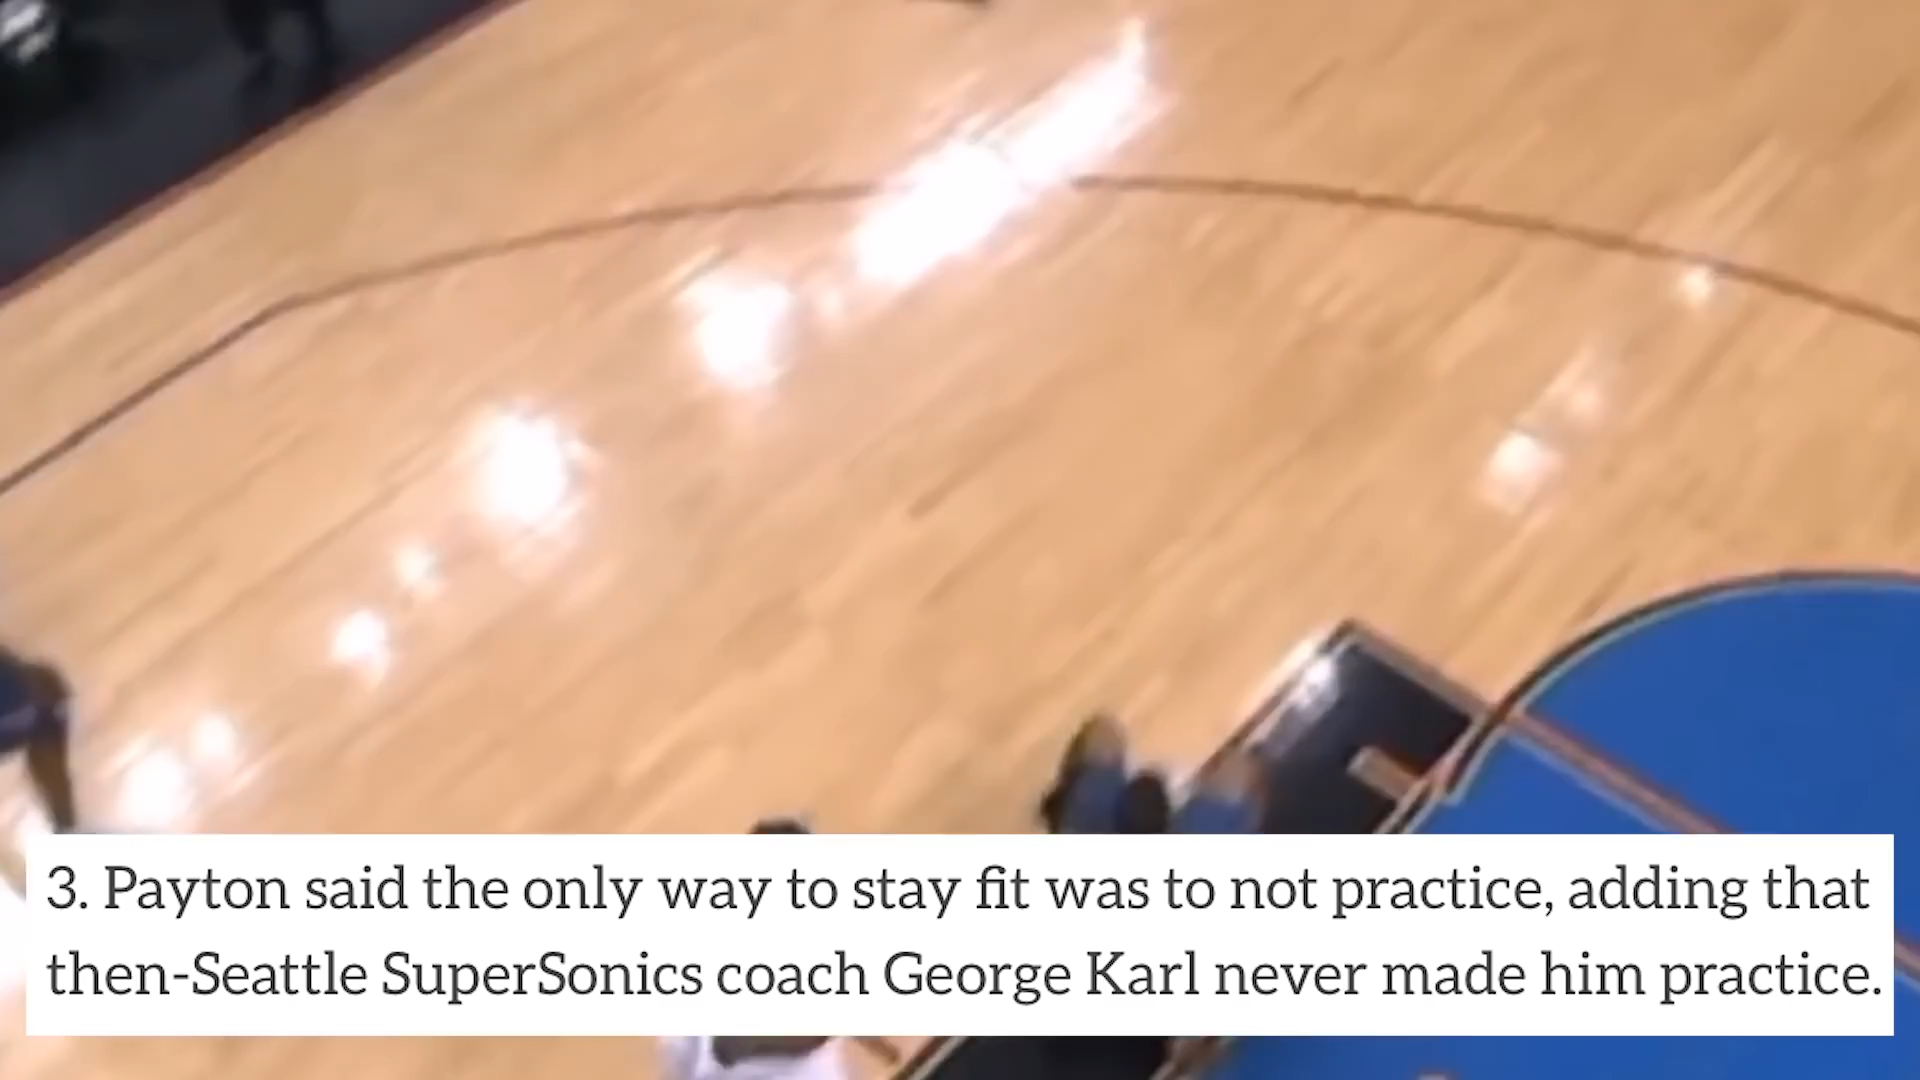 3. Payton said the only way to stay fit was to not practice, adding that
then-Seattle SuperSonics coach George Karl never made him practice.